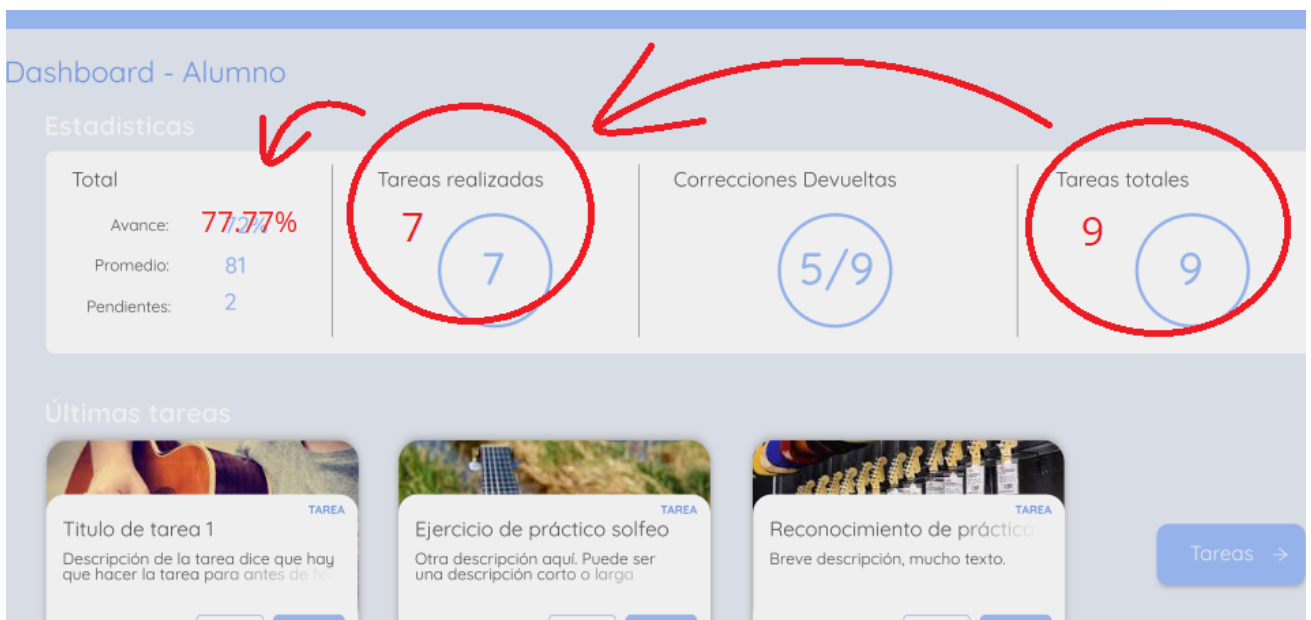 Dashboard - Alumno
Estadisticas
Total
Avance: 77.77% 72%
Promedio: 81
Pendientes: 2
Tareas realizadas
7
7
Correcciones Devueltas
5/9
Tareas totales
9
9
Últimas tareas
TAREA
Titulo de tarea 1
Descripción de la tarea dice que hay
que hacer la tarea para antes de
TAREA
Ejercicio de práctico solfeo
Otra descripción aquí. Puede ser
una descripción corto o larga
TAREA
Reconocimiento de práctica
Breve descripción, mucho texto.
Tareas →